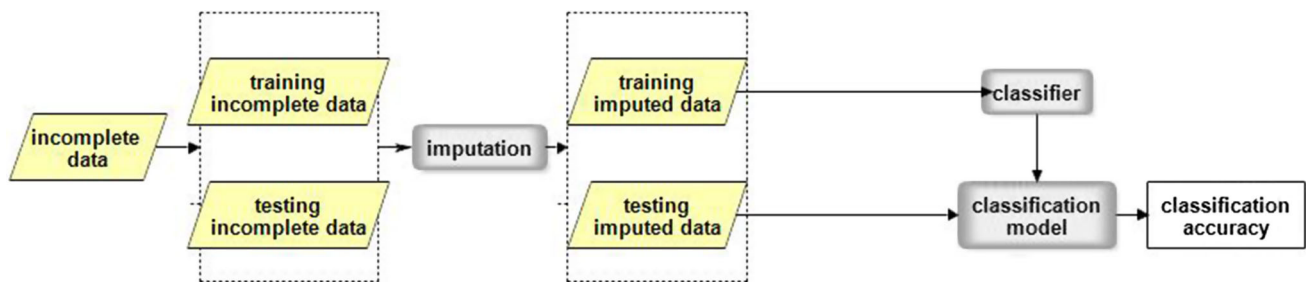 incomplete
data
training
incomplete data
testing
incomplete data
imputation
training
imputed data
testing
imputed data
classifier
classification
model
classification
accuracy